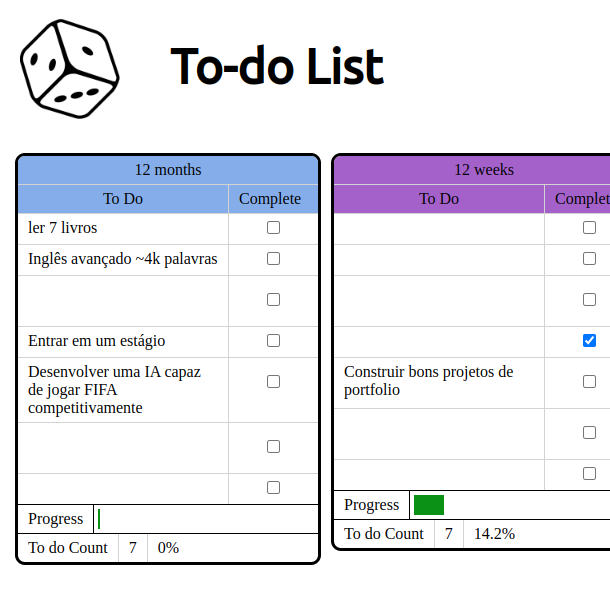 To-do List
12 months
To Do Complete
ler 7 livros
Inglês avançado ~4k palavras
Entrar em um estágio
Desenvolver uma IA capaz
de jogar FIFA
competitivamente
Progress
To do Count 7 0%
12 weeks
To Do Complet
Construir bons projetos de
portfolio
Progress
To do Count 7 14.2%